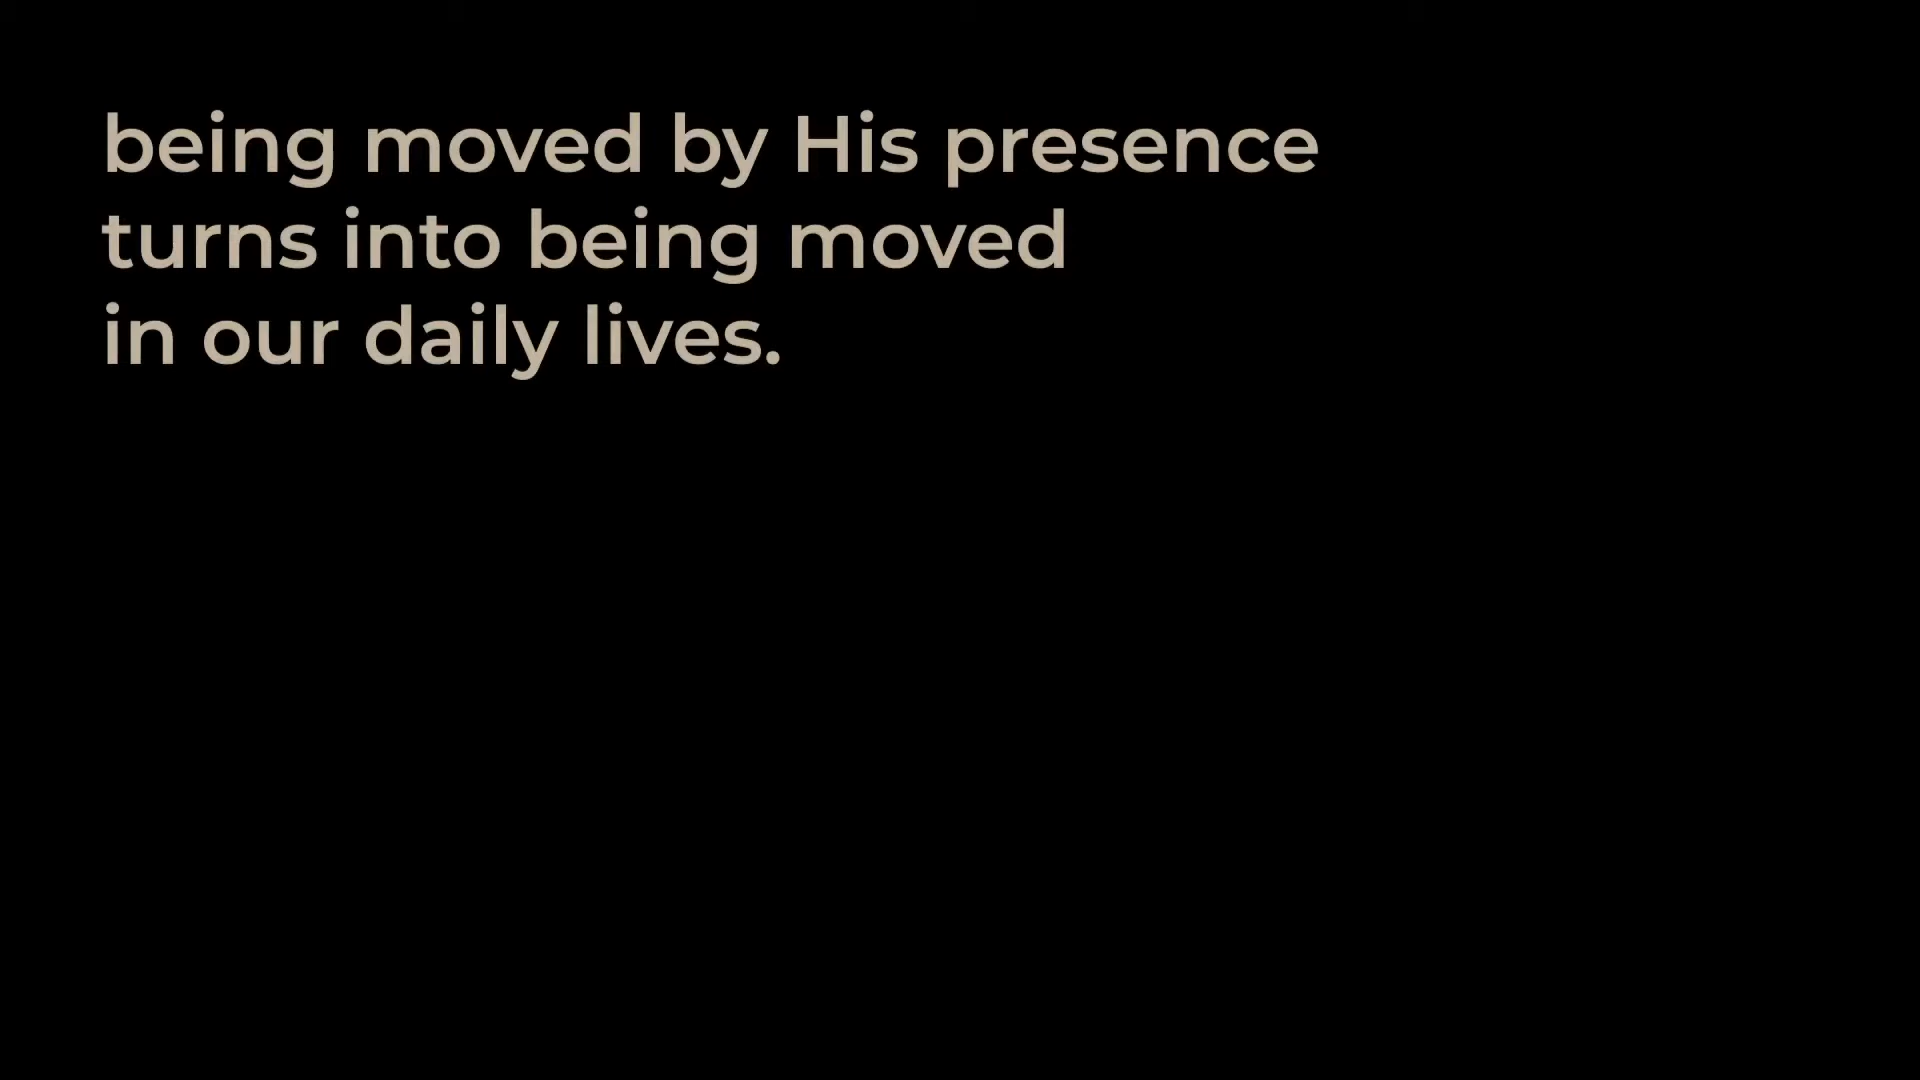 being moved by His presence
turns into being moved
in our daily lives.